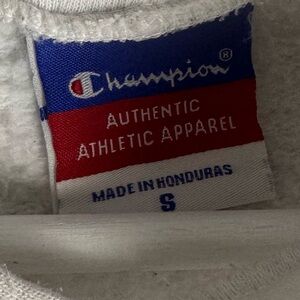 Champion®
AUTHENTIC
ATHLETIC APPAREL
MADE IN HONDURAS
S